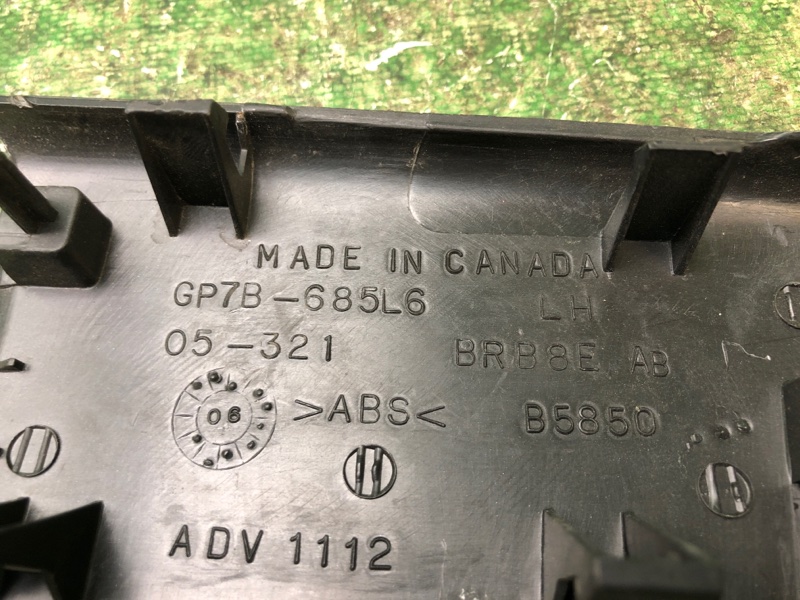 MADE IN CANADA
GP7B-685L6 LH
05-321 BRB8E AB
06 >ABS< B5850
ADV 1112